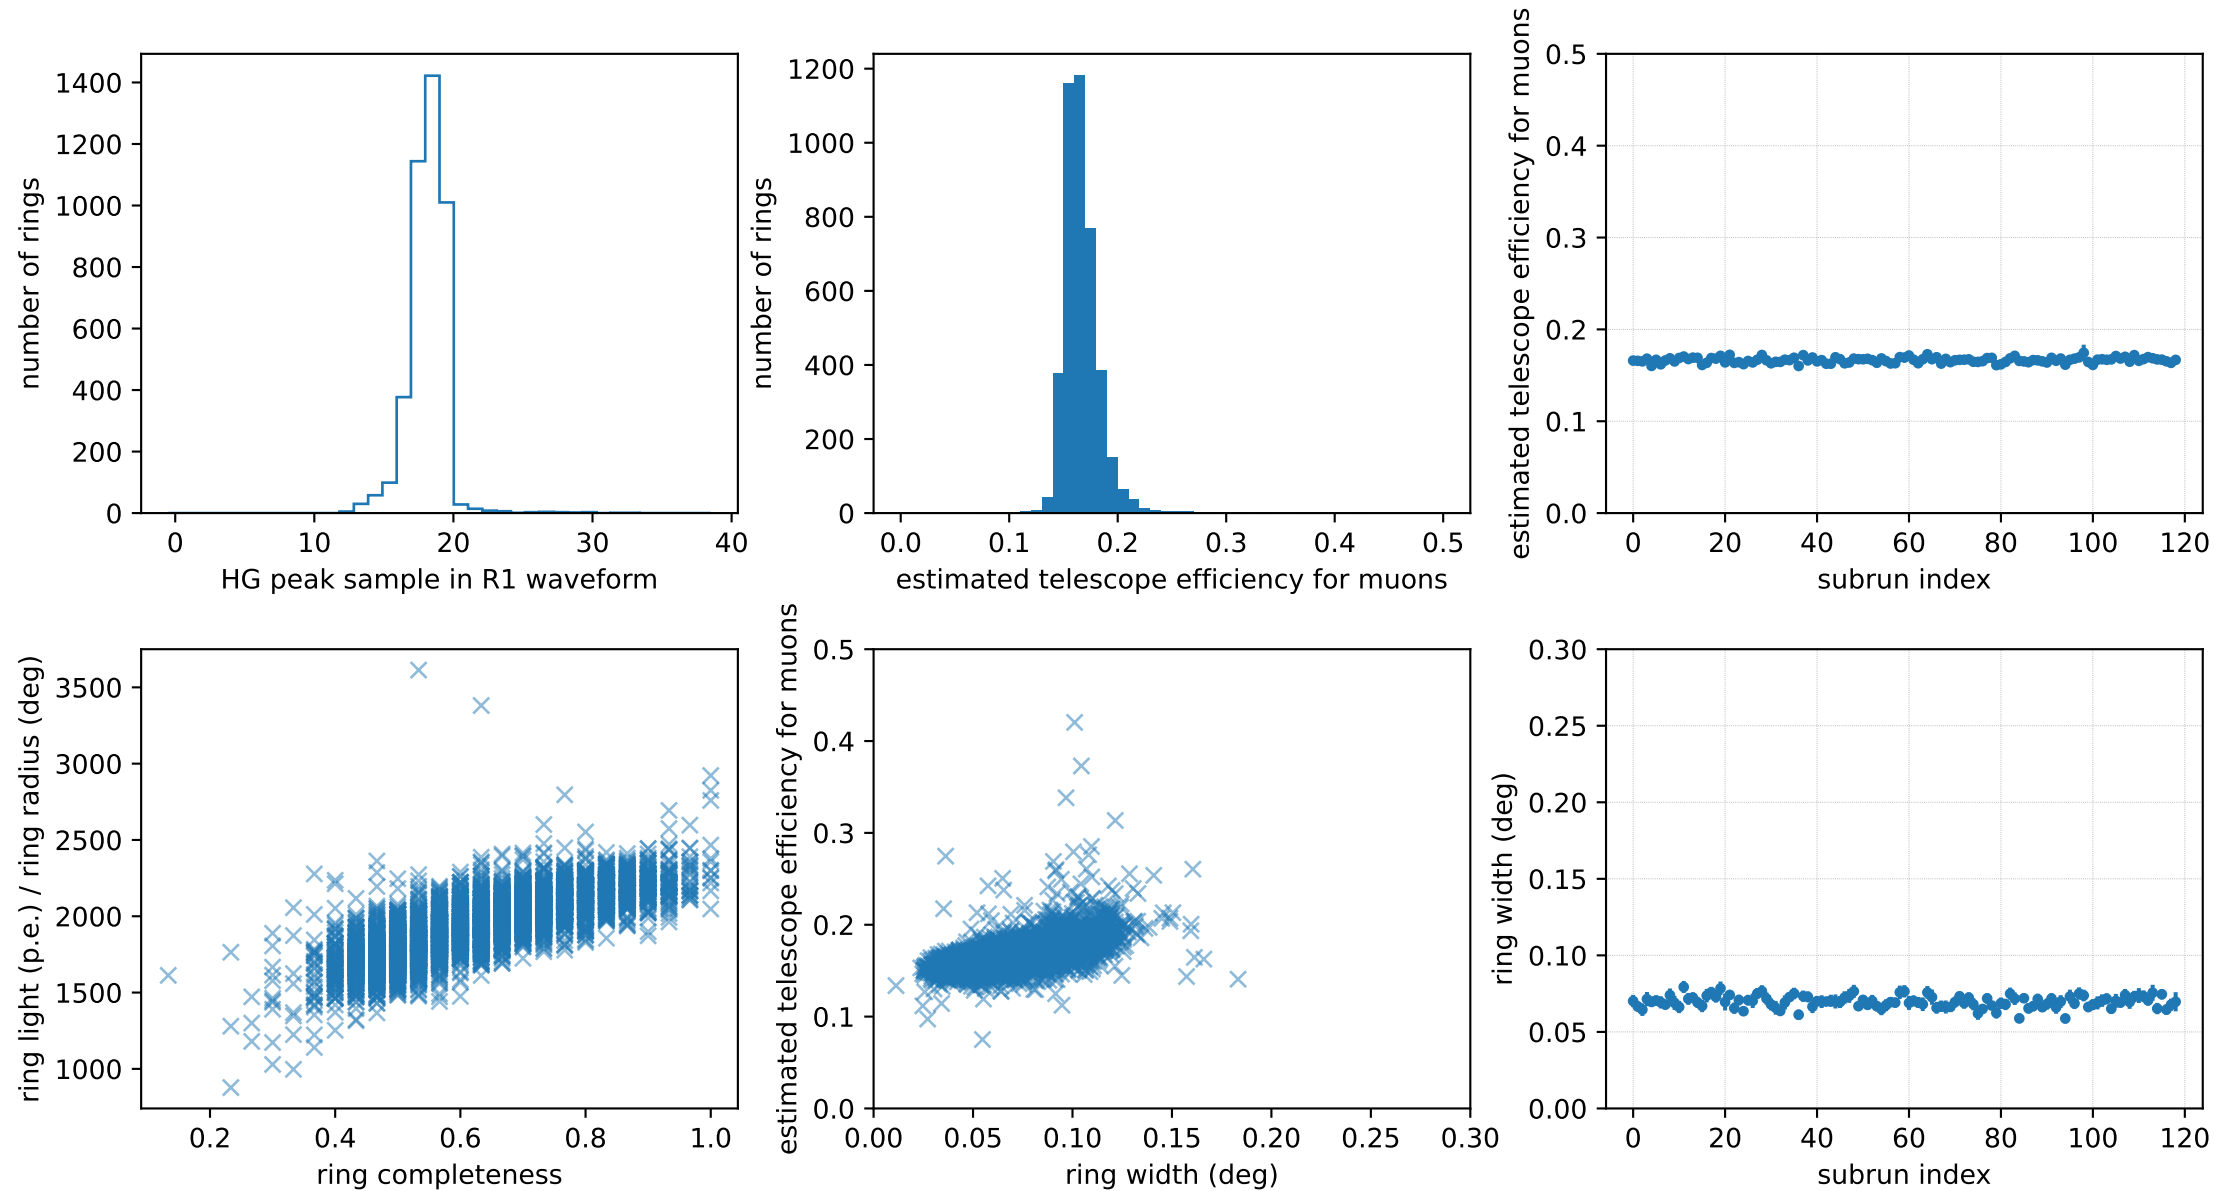 number of rings
1400
1200
1000
800
600
400
200
0
0 10 20 30 40
HG peak sample in R1 waveform
number of rings
1200
1000
800
600
400
200
0
0.0 0.1 0.2 0.3 0.4 0.5
estimated telescope efficiency for muons
estimated telescope efficiency for muons
0.5
0.4
0.3
0.2
0.1
0.0
0 20 40 60 80 100 120
subrun index
ring light (p.e.) / ring radius (deg)
3500
3000
2500
2000
1500
1000
0.2 0.4 0.6 0.8 1.0
ring completeness
estimated telescope efficiency for muons
0.5
0.4
0.3
0.2
0.1
0.0
0.00 0.05 0.10 0.15 0.20 0.25 0.30
ring width (deg)
ring width (deg)
0.30
0.25
0.20
0.15
0.10
0.05
0.00
0 20 40 60 80 100 120
subrun index